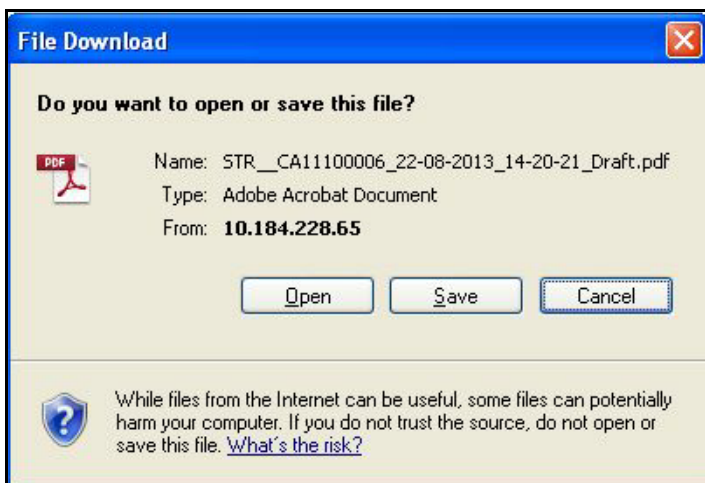 File Download
Do you want to open or save this file?
PDF
Name: STR__CA11100006_22-08-2013_14-20-21_Draft.pdf
Type: Adobe Acrobat Document
From: 10.184.228.65
Open Save Cancel
While files from the Internet can be useful, some files can potentially
harm your computer. If you do not trust the source, do not open or
save this file. What's the risk?